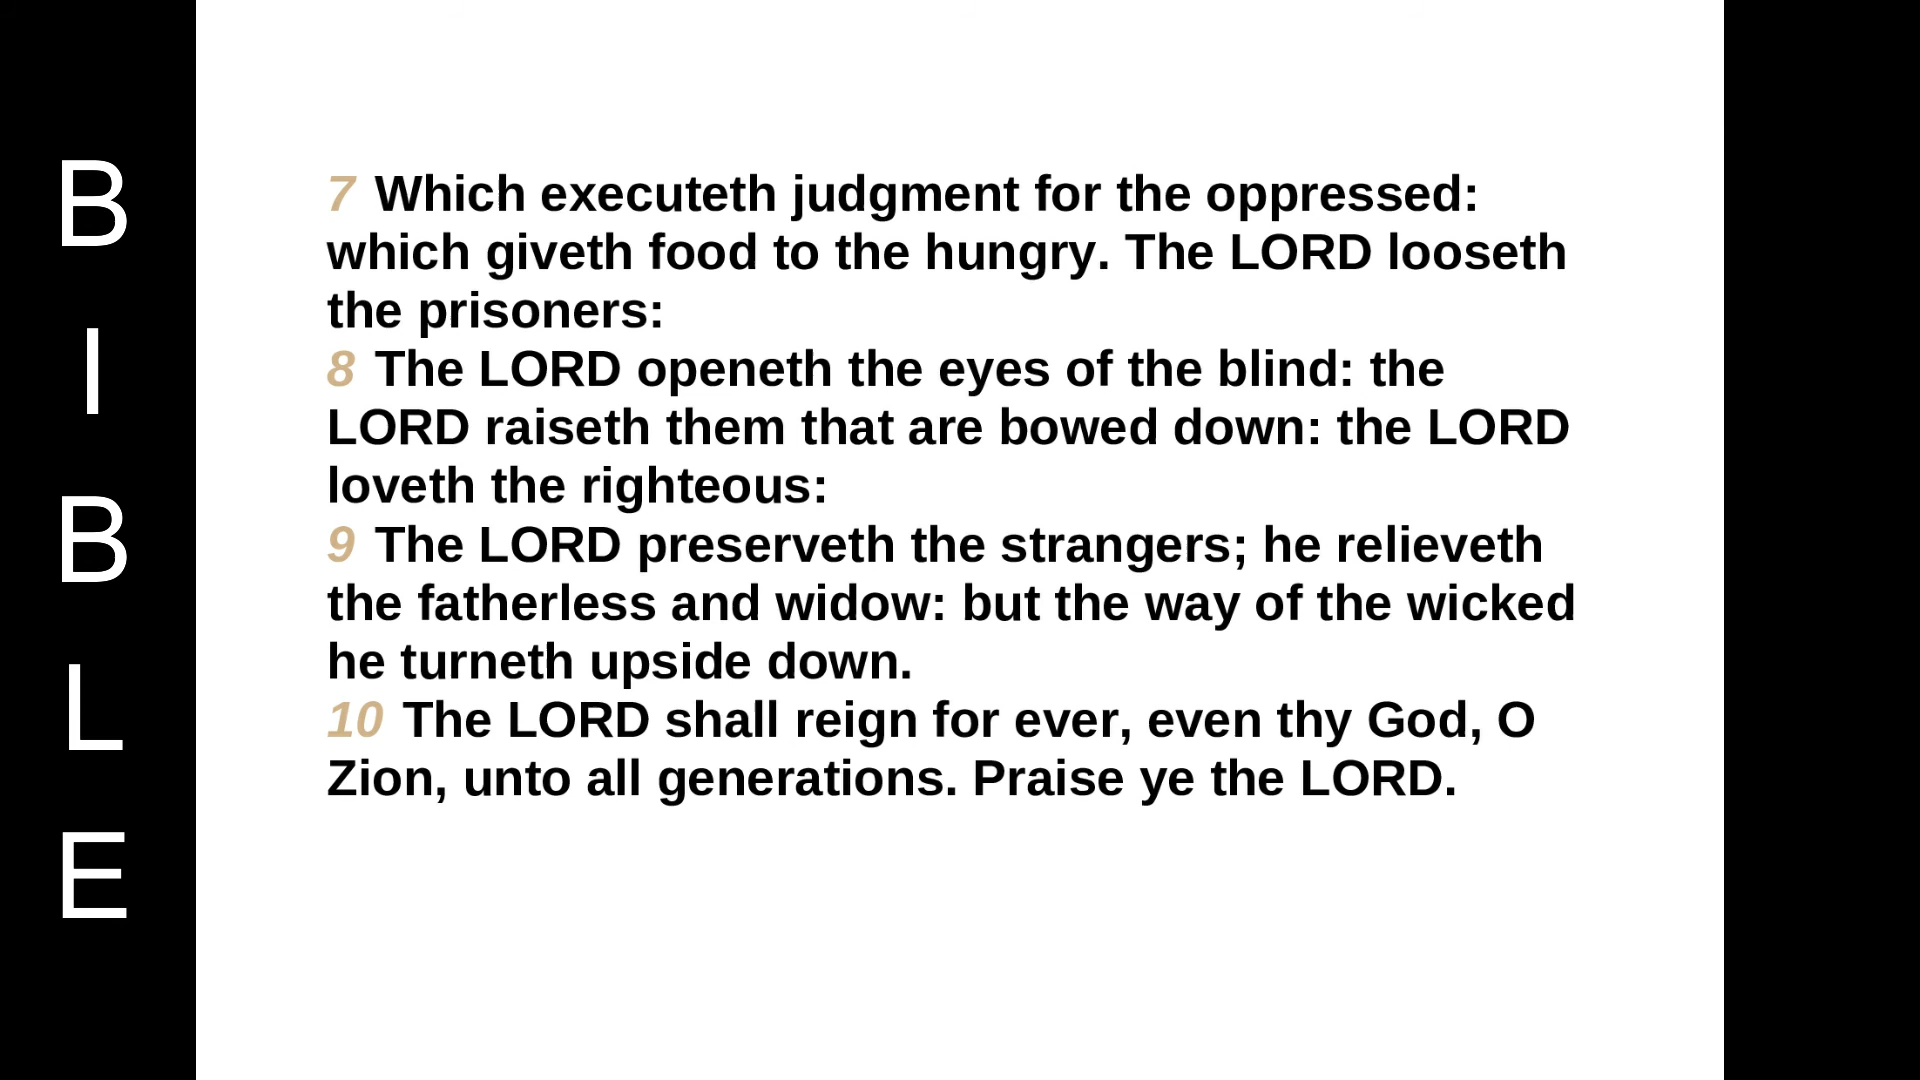 B
I
B
L
E
7 Which executeth judgment for the oppressed:
which giveth food to the hungry. The LORD looseth
the prisoners:
8 The LORD openeth the eyes of the blind: the
LORD raiseth them that are bowed down: the LORD
loveth the righteous:
9 The LORD preserveth the strangers; he relieveth
the fatherless and widow: but the way of the wicked
he turneth upside down.
10 The LORD shall reign for ever, even thy God, O
Zion, unto all generations. Praise ye the LORD.